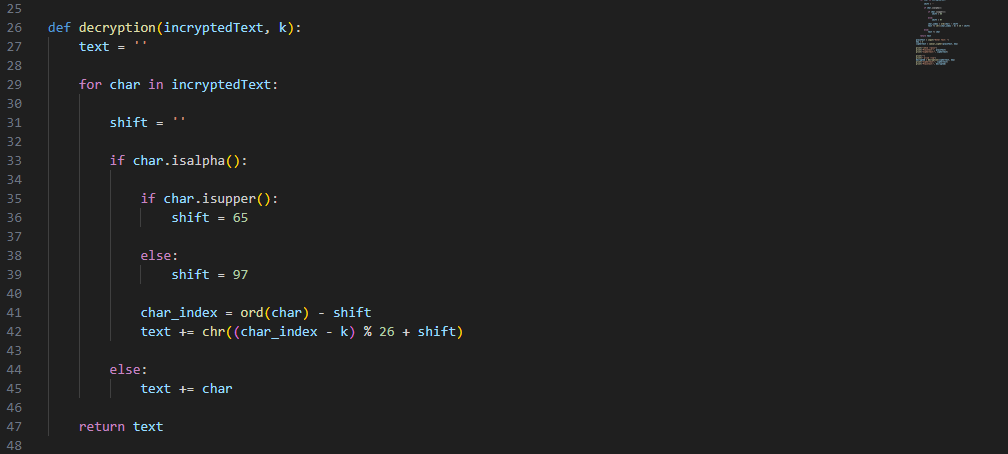 25
26 def decryption(incryptedText, k):
27     text = ''
28
29     for char in incryptedText:
30
31         shift = ''
32
33         if char.isalpha():
34
35             if char.isupper():
36                 shift = 65
37
38             else:
39                 shift = 97
40
41             char_index = ord(char) - shift
42             text += chr((char_index - k) % 26 + shift)
43
44         else:
45             text += char
46
47     return text
48